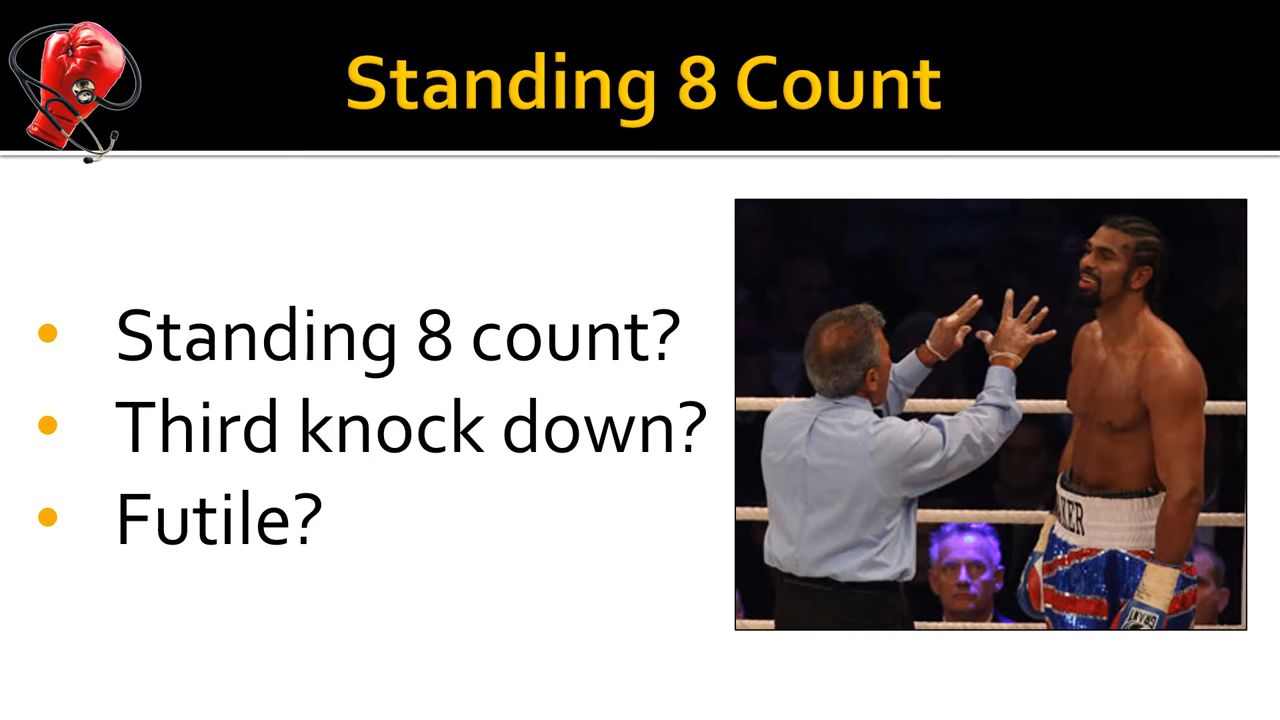 Standing 8 Count
• Standing 8 count?
• Third knock down?
• Futile?